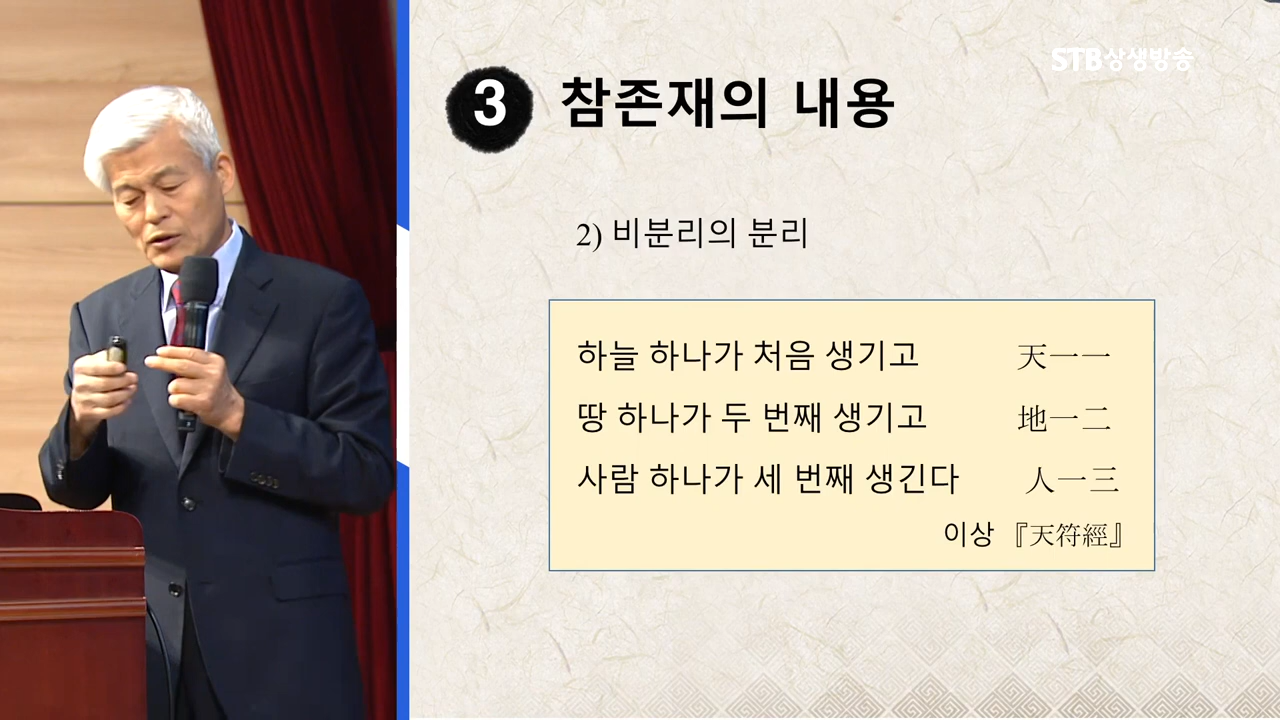 STB상생방송
3 참존재의 내용
2) 비분리의 분리
하늘 하나가 처음 생기고 天一一
땅 하나가 두 번째 생기고 地一二
사람 하나가 세 번째 생긴다 人一三
이상 『天符經』